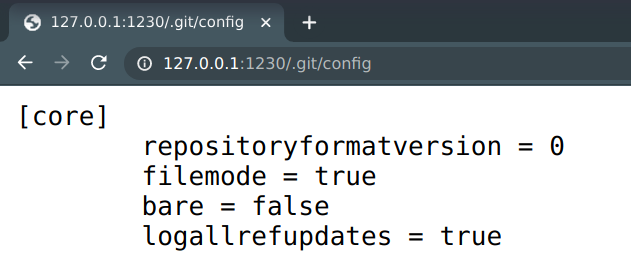 127.0.0.1:1230/.git/config
127.0.0.1:1230/.git/config
[core]
repositoryformatversion = 0
filemode = true
bare = false
logallrefupdates = true